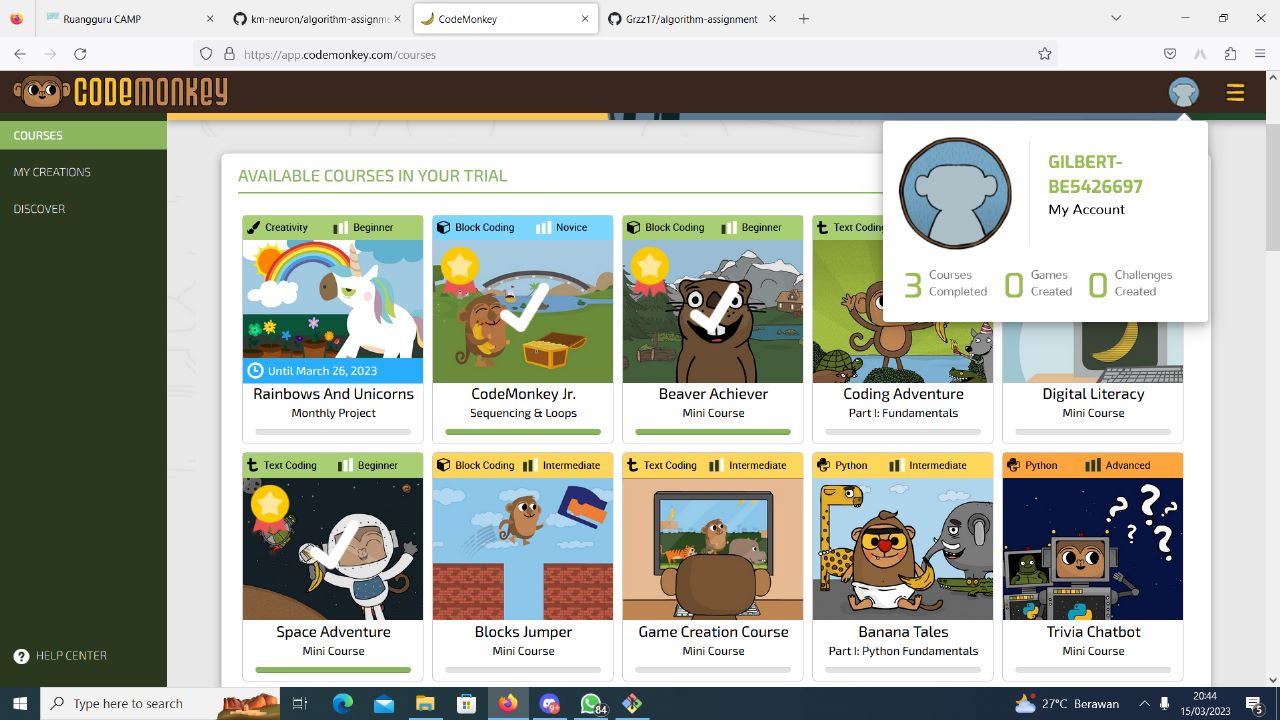 Ruangguru CAMP
km-neuron/algorithm-assignme
CodeMonkey
Grzz17/algorithm-assignment
https://app.codemonkey.com/courses
CODEMONKEY
COURSES
MY CREATIONS
DISCOVER
HELP CENTER
GILBERT-
BE5426697
My Account
3 Courses Completed
0 Games Created
0 Challenges Created
AVAILABLE COURSES IN YOUR TRIAL
Creativity Beginner
Until March 26, 2023
Rainbows And Unicorns
Monthly Project
Block Coding Novice
CodeMonkey Jr.
Sequencing & Loops
Block Coding Beginner
Beaver Achiever
Mini Course
Text Codin
Coding Adventure
Part I: Fundamentals
Digital Literacy
Mini Course
Text Coding Beginner
Space Adventure
Mini Course
Block Coding Intermediate
Blocks Jumper
Mini Course
Text Coding Intermediate
Game Creation Course
Mini Course
Python Intermediate
Banana Tales
Part I: Python Fundamentals
Python Advanced
? ? ? ? ?
Trivia Chatbot
Mini Course
Type here to search
84
27°C Berawan
20:44
15/03/2023
5